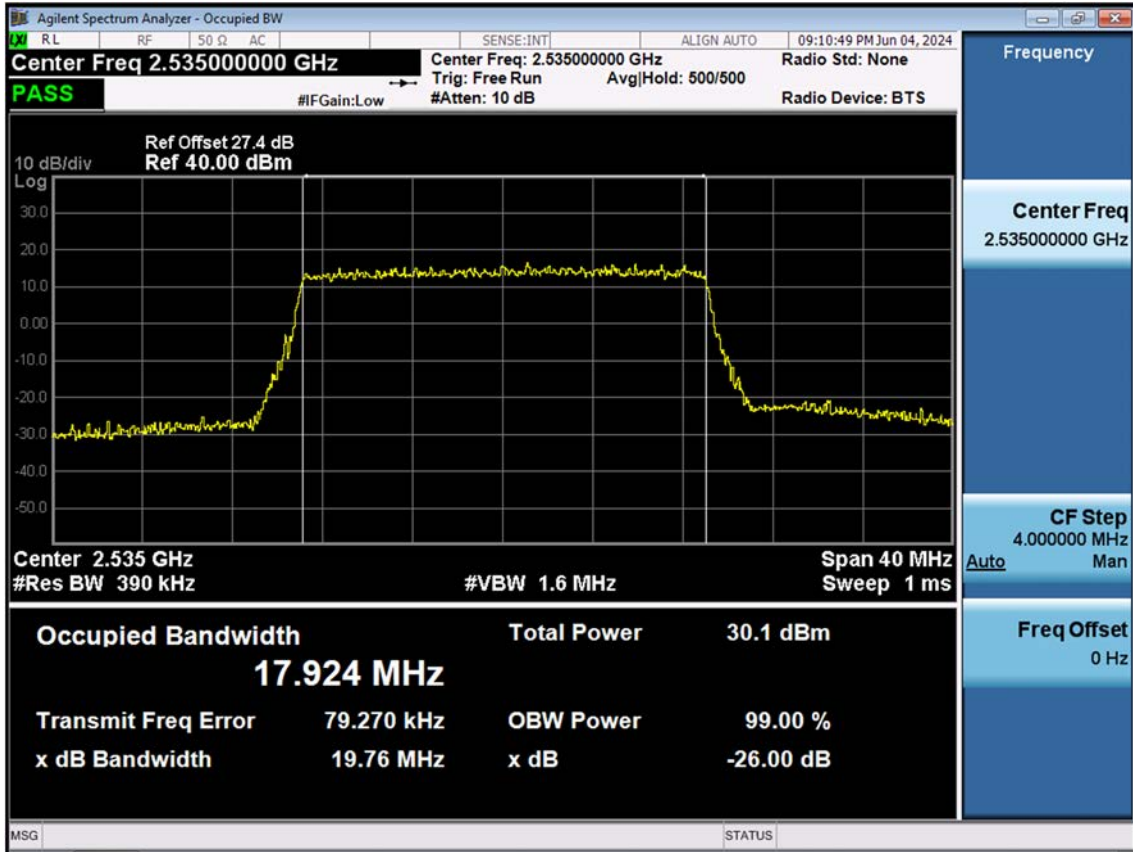 Agilent Spectrum Analyzer - Occupied BW
LXI RL RF 50 Ω AC SENSE:INT ALIGN AUTO 09:10:49 PM Jun 04, 2024
Center Freq 2.535000000 GHz
Center Freq: 2.535000000 GHz Radio Std: None
Trig: Free Run Avg|Hold: 500/500
PASS
#IFGain:Low #Atten: 10 dB Radio Device: BTS
Ref Offset 27.4 dB
10 dB/div Ref 40.00 dBm
Log
30.0
20.0
10.0
0.00
-10.0
-20.0
-30.0
-40.0
-50.0
Center 2.535 GHz Span 40 MHz
#Res BW 390 kHz #VBW 1.6 MHz Sweep 1 ms
Occupied Bandwidth Total Power 30.1 dBm
17.924 MHz
Transmit Freq Error 79.270 kHz OBW Power 99.00 %
x dB Bandwidth 19.76 MHz x dB -26.00 dB
MSG STATUS
Frequency
Center Freq
2.535000000 GHz
CF Step
4.000000 MHz
Auto Man
Freq Offset
0 Hz